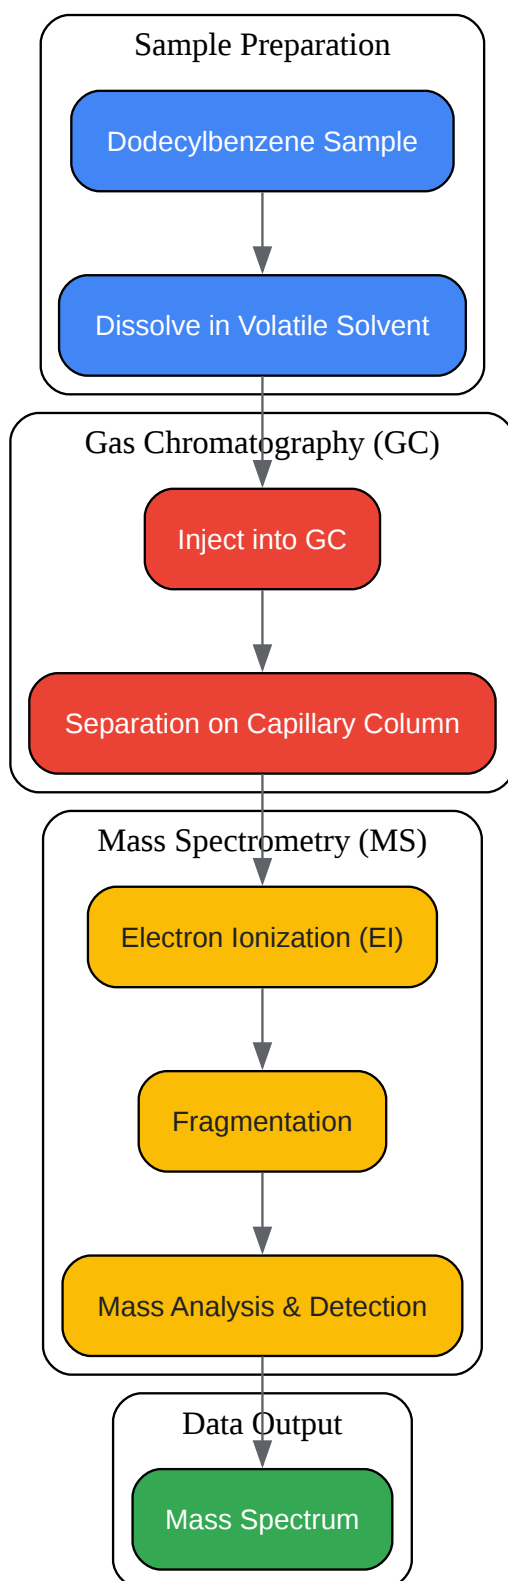 Sample Preparation
Dodecylbenzene Sample
Dissolve in Volatile Solvent
Gas Chromatography (GC)
Inject into GC
Separation on Capillary Column
Mass Spectrometry (MS)
Electron Ionization (EI)
Fragmentation
Mass Analysis & Detection
Data Output
Mass Spectrum